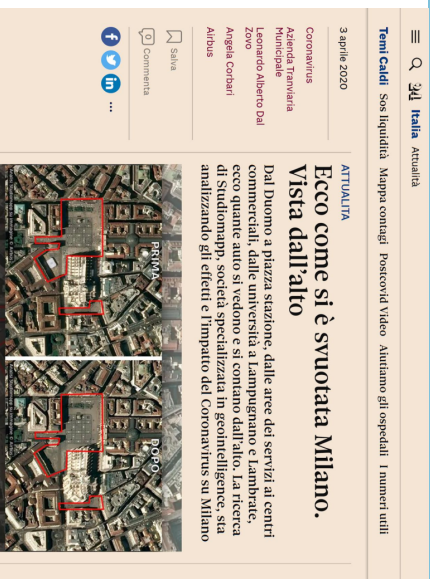 24 Italia Attualità
Temi Caldi Sos liquidità Mappa contagi Postcovid Video Aiutiamo gli ospedali I numeri utili
3 aprile 2020
Coronavirus
Azienda Tranviaria
Municipale
Leonardo Alberto Dal
Zovo
Angela Corbari
Airbus
Salva
0 Commenta
ATTUALITA
Ecco come si è svuotata Milano.
Vista dall'alto
Dal Duomo a piazza stazione, dalle aree dei servizi ai centri
commerciali, dalle università a Lampugnano e Lambrate,
ecco quante auto si vedono e si contano dall'alto. La ricerca
di Studiomapp, società specializzata in geointelligence, sta
analizzando gli effetti e l'impatto del Coronavirus su Milano
PRIMA
DOPO